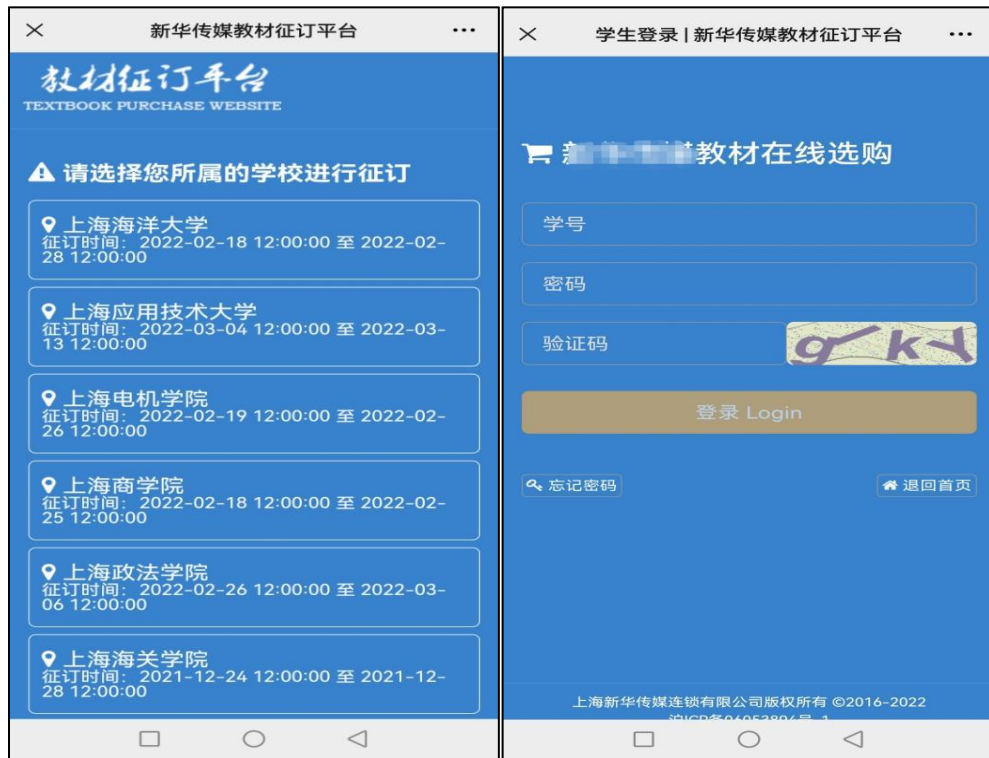 新华传媒教材征订平台
教材征订平台
TEXTBOOK PURCHASE WEBSITE
请选择您所属的学校进行征订
上海海洋大学
征订时间：2022-02-18 12:00:00 至 2022-02-
28 12:00:00
上海应用技术大学
征订时间：2022-03-04 12:00:00 至 2022-03-
13 12:00:00
上海电机学院
征订时间：2022-02-19 12:00:00 至 2022-02-
26 12:00:00
上海商学院
征订时间：2022-02-18 12:00:00 至 2022-02-
25 12:00:00
上海政法学院
征订时间：2022-02-26 12:00:00 至 2022-03-
06 12:00:00
上海海关学院
征订时间：2021-12-24 12:00:00 至 2021-12-
28 12:00:00
学生登录 | 新华传媒教材征订平台
教材在线选购
学号
密码
验证码
登录 Login
忘记密码
退回首页
上海新华传媒连锁有限公司版权所有 ©2016-2022